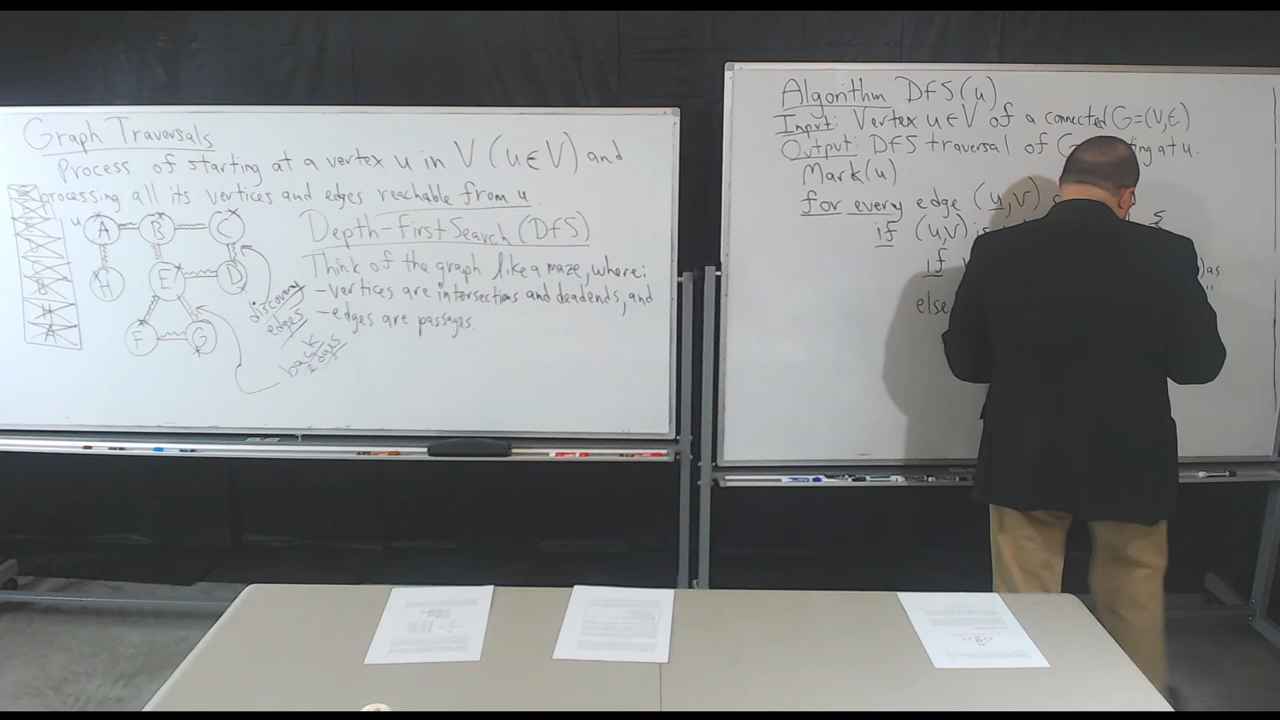 Graph Traversals
Process of starting at a vertex u in V (u∈V) and
processing all its vertices and edges reachable from u
u A B C
H E D
F G
discovery
edges
back
edges
Depth-First Search (DFS)
Think of the graph like a maze, where:
-vertices are intersections and deadends, and
-edges are passages.
Algorithm DFS(u)
Input: Vertex u∈V of a connected G=(V,E)
Output: DFS traversal of at u.
Mark(u)
for every edge (u,v)
if (u,v) is
if as
else